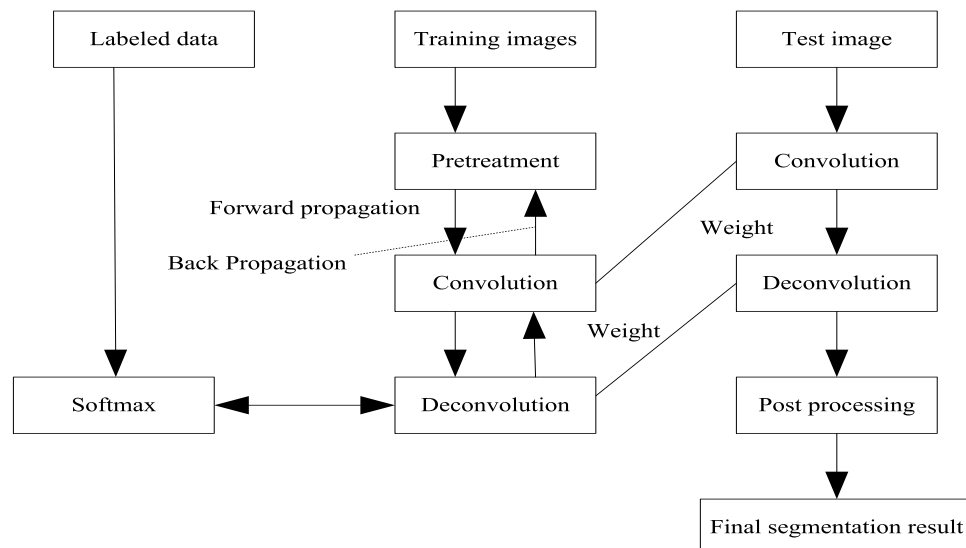 Labeled data
Training images
Test image
Pretreatment
Convolution
Forward propagation
Weight
Back Propagation
Convolution
Deconvolution
Weight
Softmax
Deconvolution
Post processing
Final segmentation result